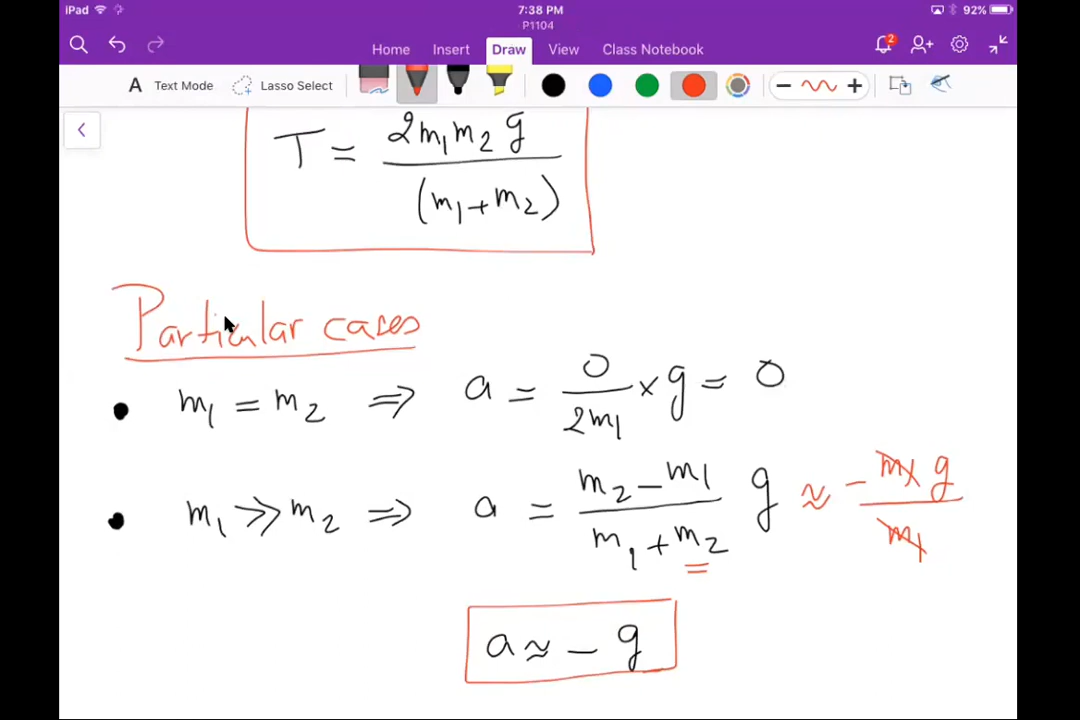 iPad 7:38 PM 92%
P1104
Home Insert Draw View Class Notebook
2
A Text Mode Lasso Select
T = 2m₁m₂g / (m₁+m₂)
Particular cases
• m₁ = m₂ ⇒ a = 0/2m₁ × g = 0
• m₁ ≫ m₂ ⇒ a = (m₂−m₁)/(m₁+m₂) g ≈ −m₁g/m₁
a ≈ − g